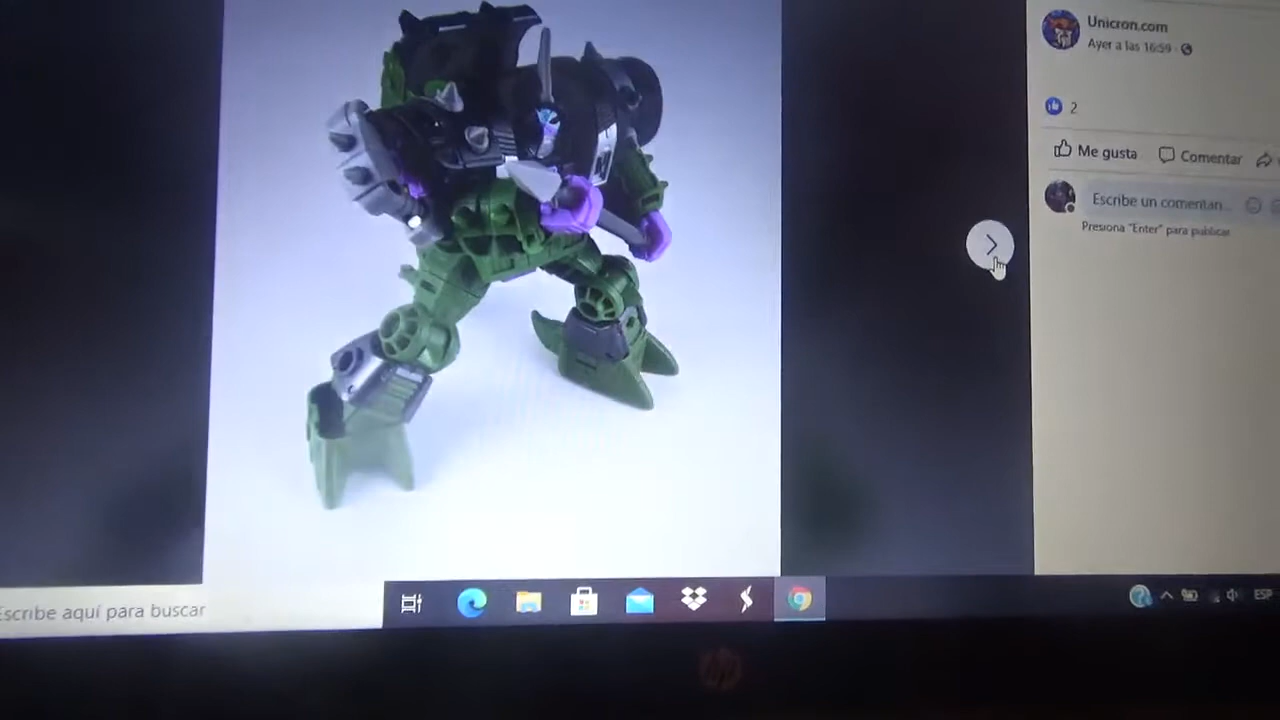 Unicron.com
Ayer a las 16:59
2
Me gusta
Comentar
Escribe un comentan...
Presiona "Enter" para publicar
Escribe aquí para buscar
ESP
hp